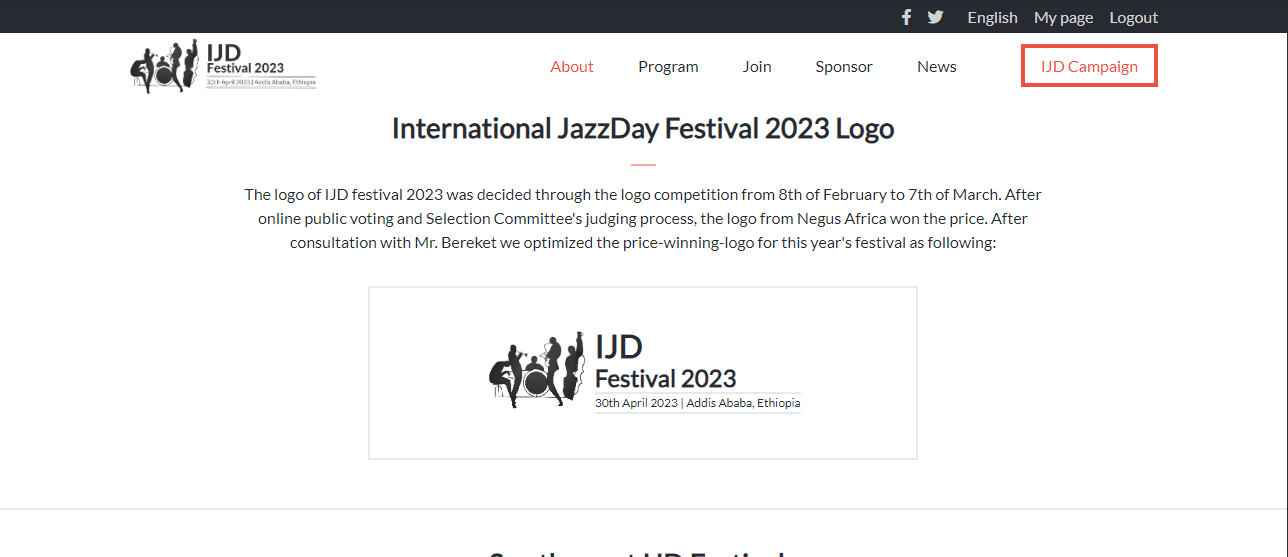 English My page Logout
IJD
Festival 2023
30th April 2023 | Addis Ababa, Ethiopia
About Program Join Sponsor News IJD Campaign
International JazzDay Festival 2023 Logo
The logo of IJD festival 2023 was decided through the logo competition from 8th of February to 7th of March. After
online public voting and Selection Committee's judging process, the logo from Negus Africa won the price. After
consultation with Mr. Bereket we optimized the price-winning-logo for this year's festival as following:
IJD
Festival 2023
30th April 2023 | Addis Ababa, Ethiopia